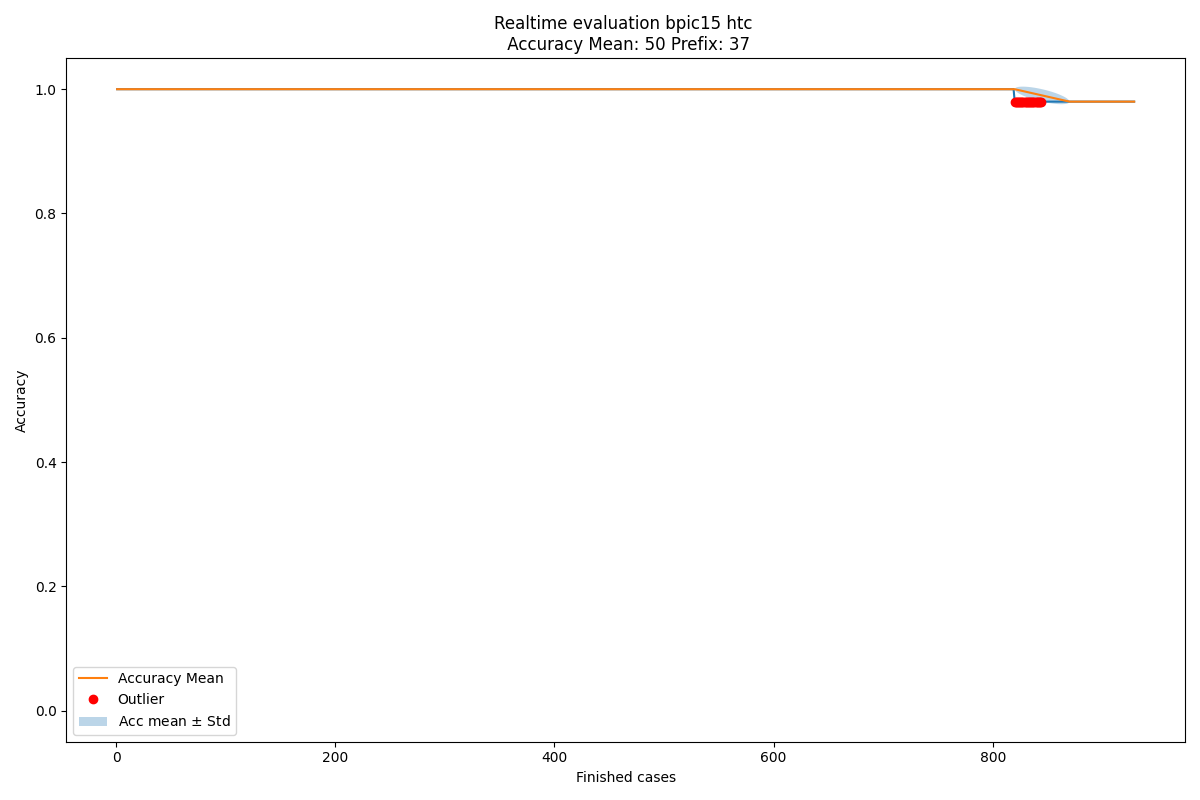 Realtime evaluation bpic15 htc
Accuracy Mean: 50 Prefix: 37
1.0
0.8
0.6
0.4
0.2
0.0
Accuracy
Accuracy Mean
Outlier
Acc mean ± Std
0 200 400 600 800
Finished cases